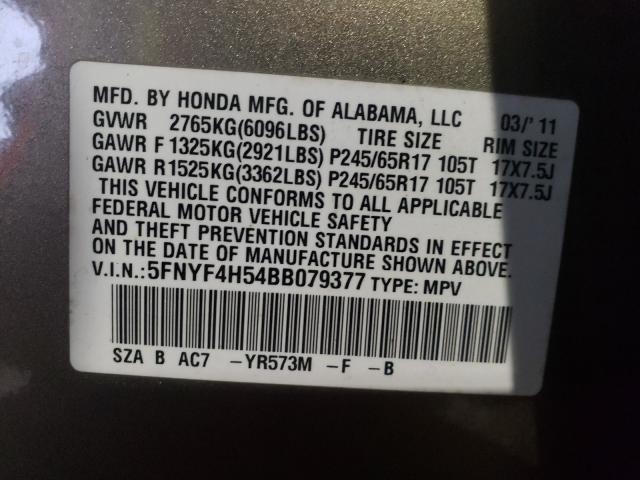 MFD. BY HONDA MFG. OF ALABAMA, LLC 03/'11
GVWR 2765KG(6096LBS) TIRE SIZE RIM SIZE
GAWR F 1325KG(2921LBS) P245/65R17 105T 17X7.5J
GAWR R 1525KG(3362LBS) P245/65R17 105T 17X7.5J
THIS VEHICLE CONFORMS TO ALL APPLICABLE
FEDERAL MOTOR VEHICLE SAFETY
AND THEFT PREVENTION STANDARDS IN EFFECT
ON THE DATE OF MANUFACTURE SHOWN ABOVE.
V.I.N.:5FNYF4H54BB079377 TYPE: MPV
SZA B AC7 -YR573M -F -B